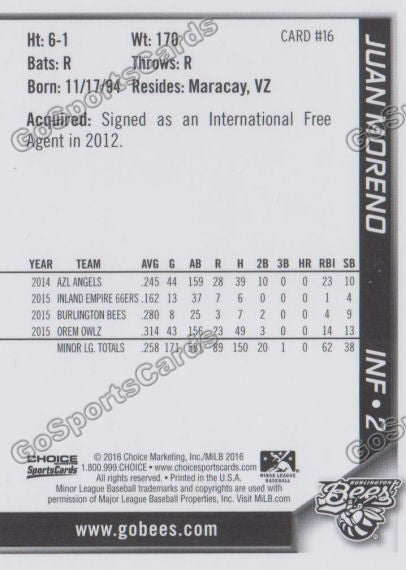 Ht: 6-1 Wt: 170 CARD #16
Bats: R Throws: R
Born: 11/17/94 Resides: Maracay, VZ
Acquired: Signed as an International Free
Agent in 2012.
JUAN MORENO
INF • 2
YEAR TEAM AVG G AB R H 2B 3B HR RBI SB
2014 AZL ANGELS .245 44 159 28 39 10 0 0 23 10
2015 INLAND EMPIRE 66ERS .162 13 37 7 6 0 0 0 1 4
2015 BURLINGTON BEES .280 8 25 3 7 2 0 0 4 9
2015 OREM OWLZ .314 43 156 23 49 3 0 0 14 13
MINOR LG. TOTALS .258 171 89 150 20 1 0 62 38
CHOICE
SportsCards
© 2016 Choice Marketing, Inc./MiLB 2016
1.800.999.CHOICE • www.choicesportscards.com
All rights reserved. • Printed in the U.S.A.
Minor League Baseball trademarks and copyrights are used with
permission of Major League Baseball Properties, Inc. Visit MiLB.com
MINOR LEAGUE
BASEBALL
BURLINGTON
Bees
www.gobees.com
GoSportsCards
GoSportsCards
GoSportsCards
GoSportsCards